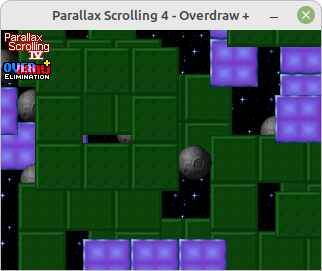 Parallax Scrolling 4 - Overdraw +
Parallax
Scrolling
IV
OVER
Elimination